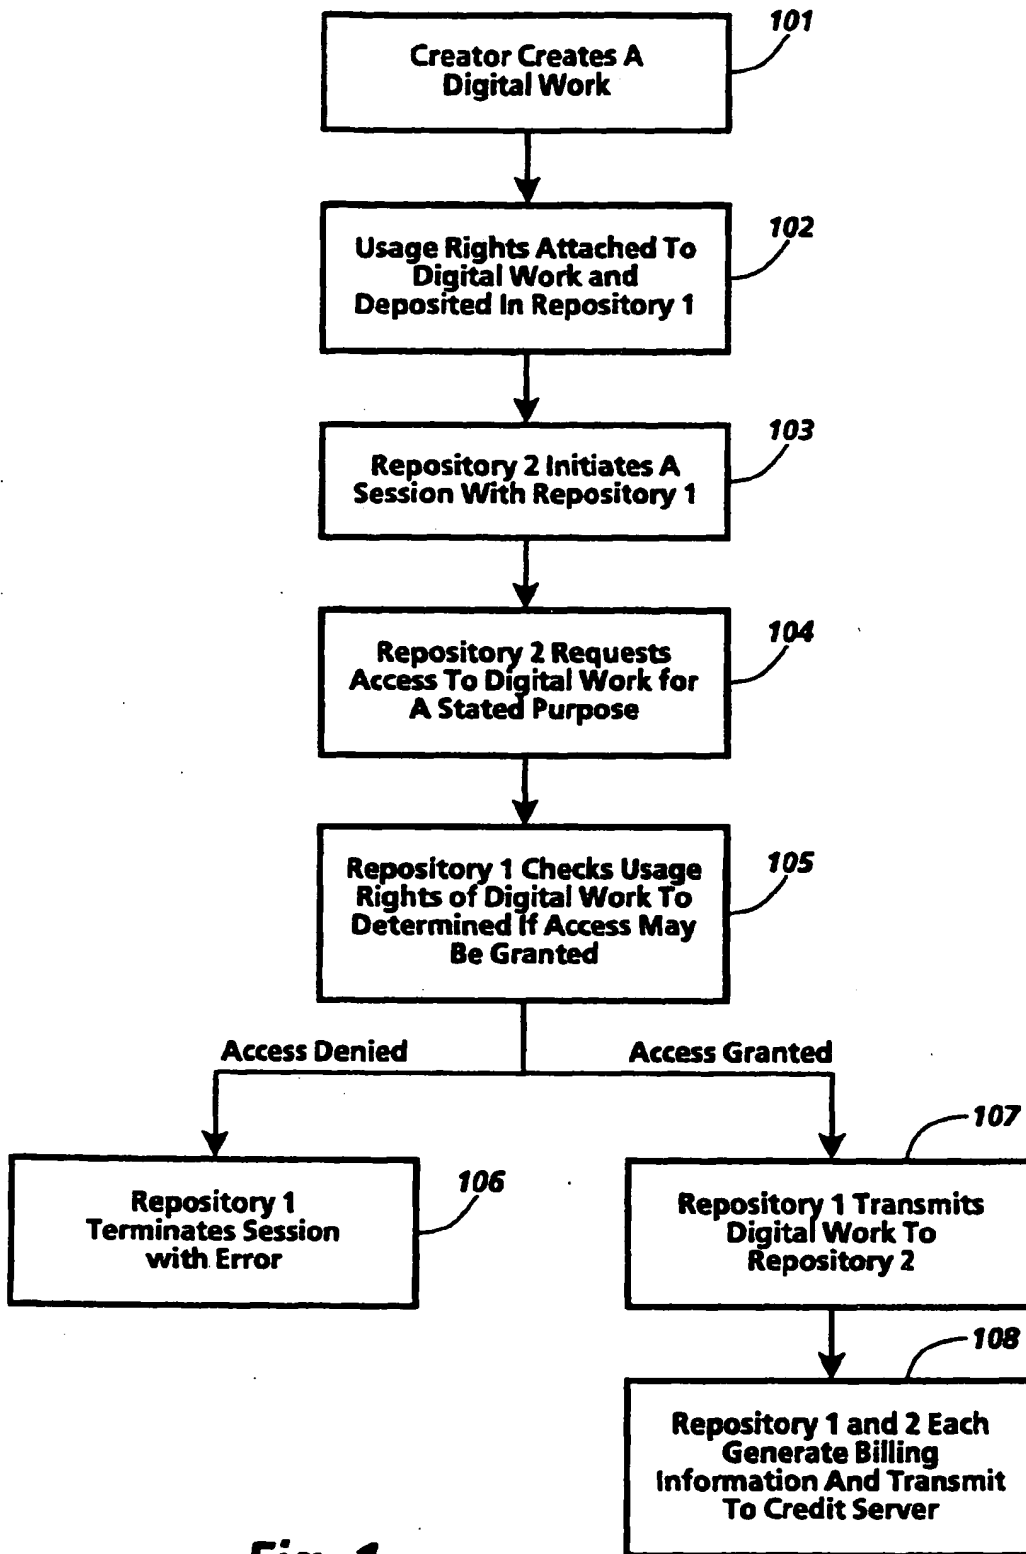 101
Creator Creates A
Digital Work
102
Usage Rights Attached To
Digital Work and
Deposited In Repository 1
103
Repository 2 Initiates A
Session With Repository 1
104
Repository 2 Requests
Access To Digital Work for
A Stated Purpose
105
Repository 1 Checks Usage
Rights of Digital Work To
Determined If Access May
Be Granted
Access Denied
Access Granted
107
106
Repository 1
Terminates Session
with Error
Repository 1 Transmits
Digital Work To
Repository 2
108
Repository 1 and 2 Each
Generate Billing
Information And Transmit
To Credit Server
Fig. 1